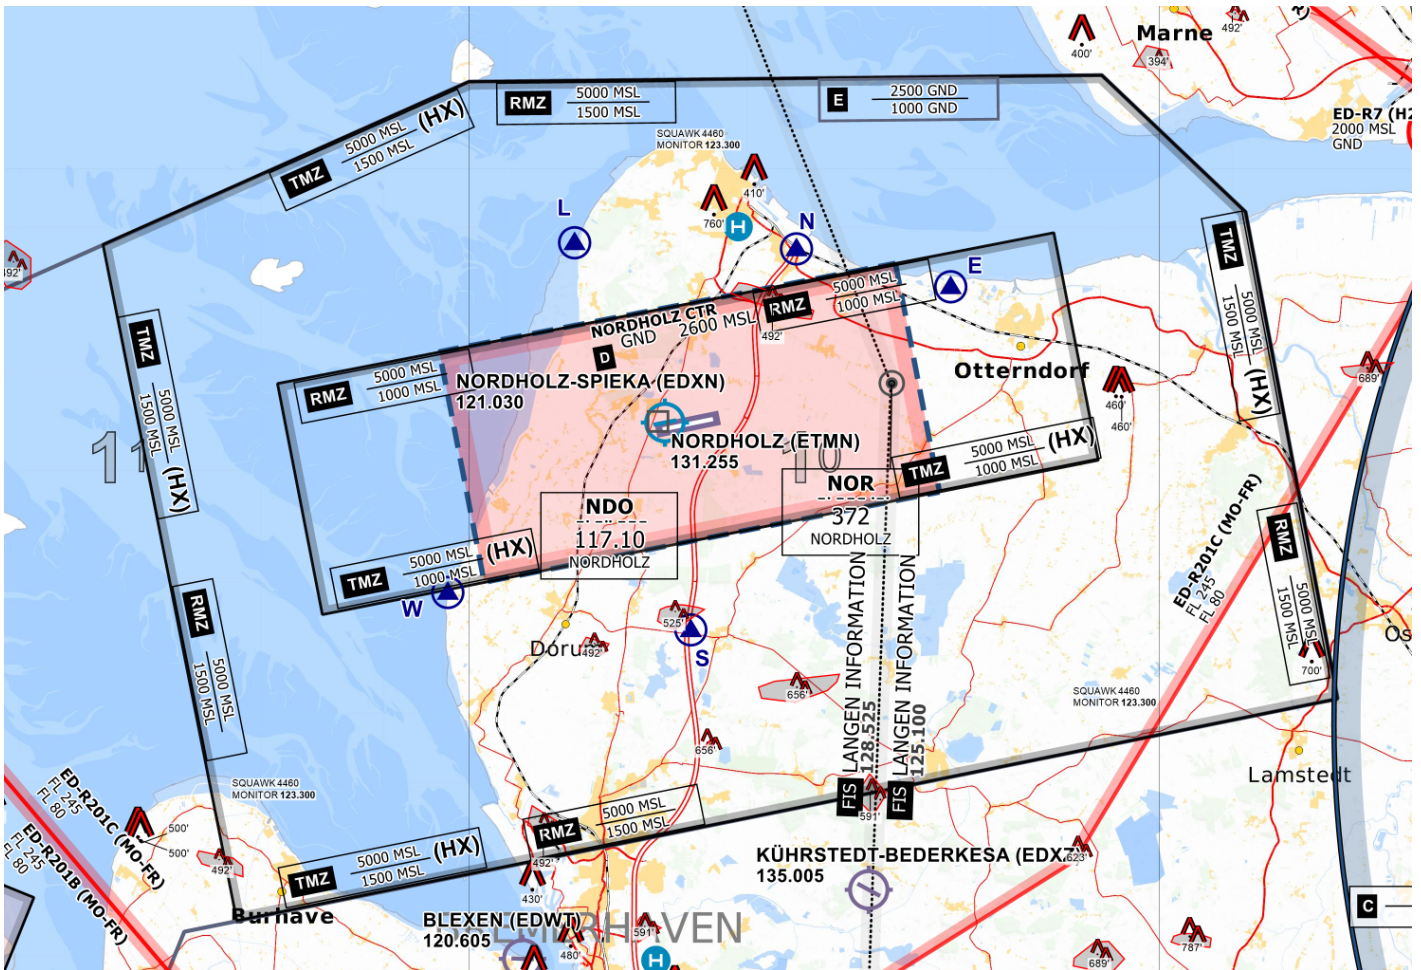 Marne
400'
492'
394'
RMZ
5000 MSL
1500 MSL
E
2500 GND
1000 GND
ED-R7 (H2
2000 MSL
GND
TMZ
5000 MSL
1500 MSL
(HX)
SQUAWK 4460
MONITOR 123.300
410'
760'
H
L
N
E
492'
TMZ
5000 MSL
1500 MSL
(HX)
RMZ
5000 MSL
1000 MSL
NORDHOLZ CTR
2600 MSL
GND
D
492'
TMZ
5000 MSL
1500 MSL
(HX)
RMZ
5000 MSL
1000 MSL
NORDHOLZ-SPIEKA (EDXN)
121.030
Otterndorf
460'
460'
689'
NORDHOLZ (ETMN)
131.255
11
10
TMZ
5000 MSL
1000 MSL
(HX)
NDO
117.10
NORDHOLZ
NOR
372
NORDHOLZ
TMZ
5000 MSL
1000 MSL
(HX)
W
ED-R201C (MO-FR)
FL 245
FL 80
RMZ
5000 MSL
1500 MSL
RMZ
5000 MSL
1500 MSL
525'
S
Dorum
492'
Os
700'
656'
SQUAWK 4460
MONITOR 123.300
656'
FIS
LANGEN INFORMATION
128.525
FIS
LANGEN INFORMATION
125.100
591'
Lamstedt
SQUAWK 4460
MONITOR 123.300
ED-R201C (MO-FR)
FL 245
FL 80
ED-R201B (MO-FR)
FL 245
FL 80
500'
500'
492'
RMZ
5000 MSL
1500 MSL
492'
TMZ
5000 MSL
1500 MSL
(HX)
KÜHRSTEDT-BEDERKESA (EDXZ)
135.005
623'
430'
Burhave
BLEXEN (EDWT)
120.605
BREMERHAVEN
591'
480'
H
C
787'
689'